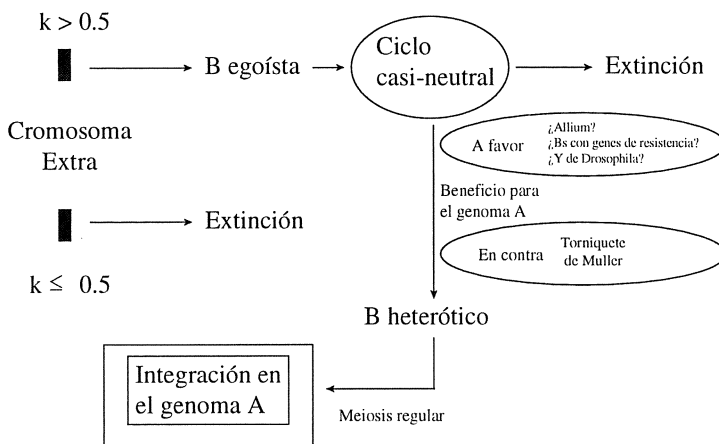 k > 0.5
B egoísta
Ciclo
casi-neutral
Extinción
Cromosoma
Extra
A favor
¿Allium?
¿Bs con genes de resistencia?
¿Y de Drosophila?
Beneficio para
el genoma A
Extinción
En contra
Torniquete
de Muller
k ≤ 0.5
B heterótico
Integración en
el genoma A
Meiosis regular